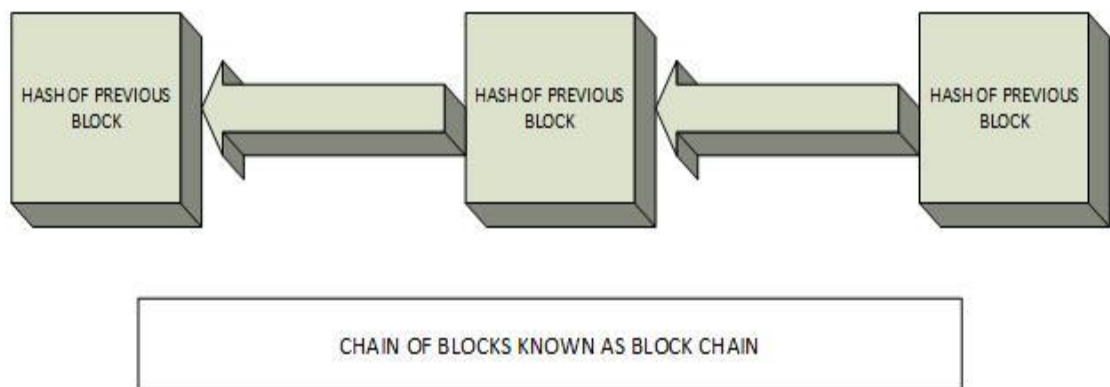 HASH OF PREVIOUS
BLOCK
HASH OF PREVIOUS
BLOCK
HASH OF PREVIOUS
BLOCK
CHAIN OF BLOCKS KNOWN AS BLOCK CHAIN